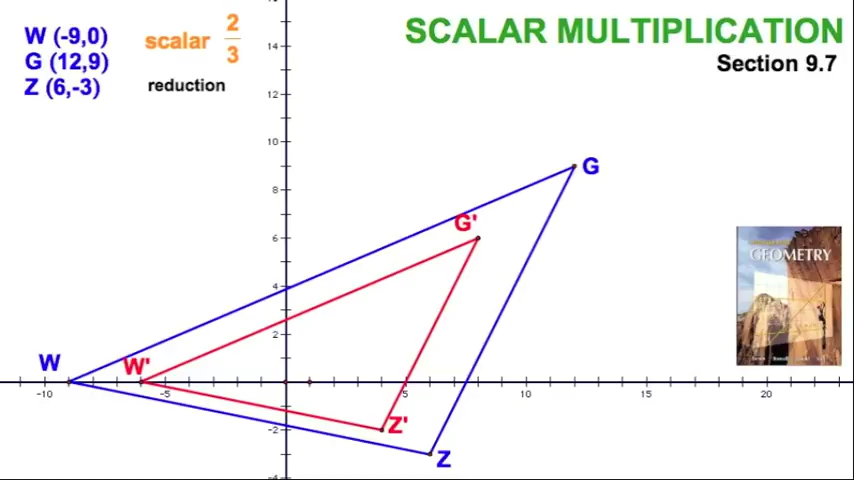 W (-9,0)
G (12,9)
Z (6,-3)
scalar 2/3
reduction
SCALAR MULTIPLICATION
Section 9.7
14
12
10
8
6
4
2
-2
-4
-10
-5
5
10
15
20
G
G'
W
W'
Z'
Z
GEOMETRY